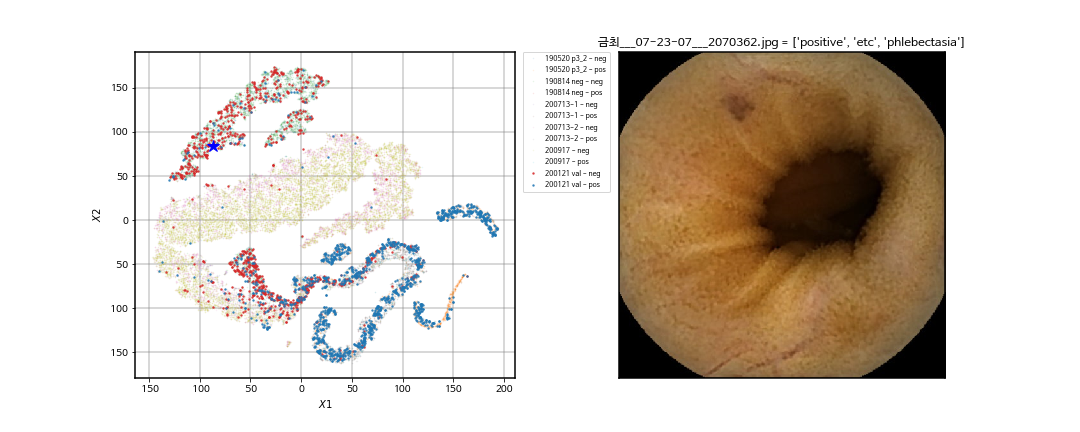 금최___07-23-07___2070362.jpg = ['positive', 'etc', 'phlebectasia']
190520 p3_2 − neg
190520 p3_2 − pos
190814 neg − neg
190814 neg − pos
200713−1 − neg
200713−1 − pos
200713−2 − neg
200713−2 − pos
200917 − neg
200917 − pos
200121 val − neg
200121 val − pos
150
100
50
0
50
100
150
X2
150
100
50
0
50
100
150
200
X1